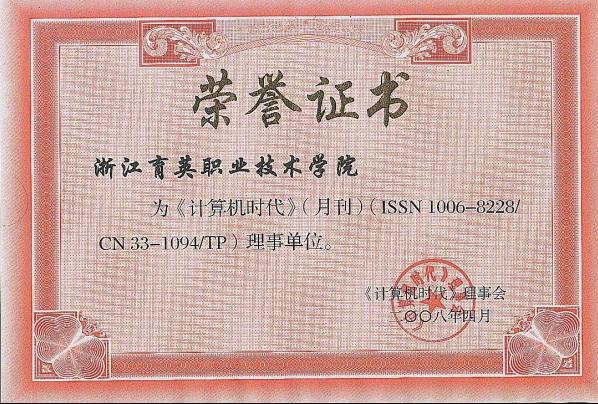 荣誉证书
浙江育英职业技术学院
为《计算机时代》（月刊）（ISSN 1006-8228/
CN 33-1094/TP）理事单位。
《计算机时代》理事会
二〇〇八年四月